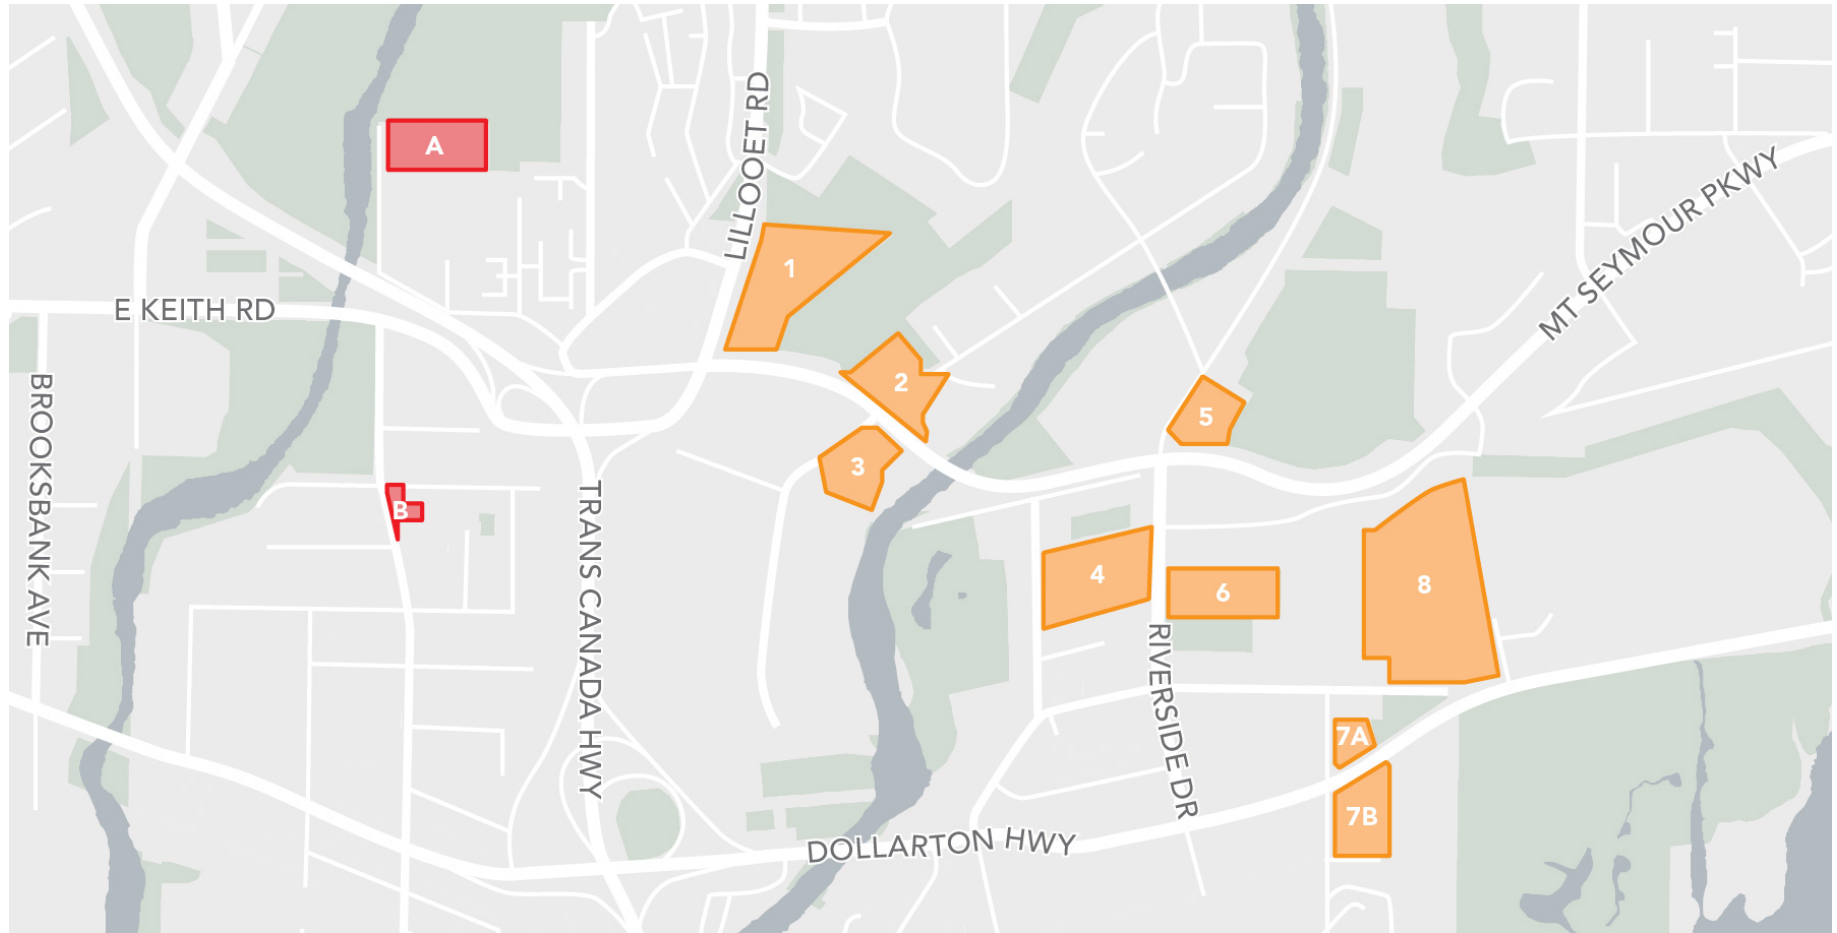 A
LILLOOET RD
MT SEYMOUR PKWY
1
E KEITH RD
2
BROOKSBANK AVE
5
3
B
TRANS CANADA HWY
4
6
8
RIVERSIDE DR
7A
7B
DOLLARTON HWY